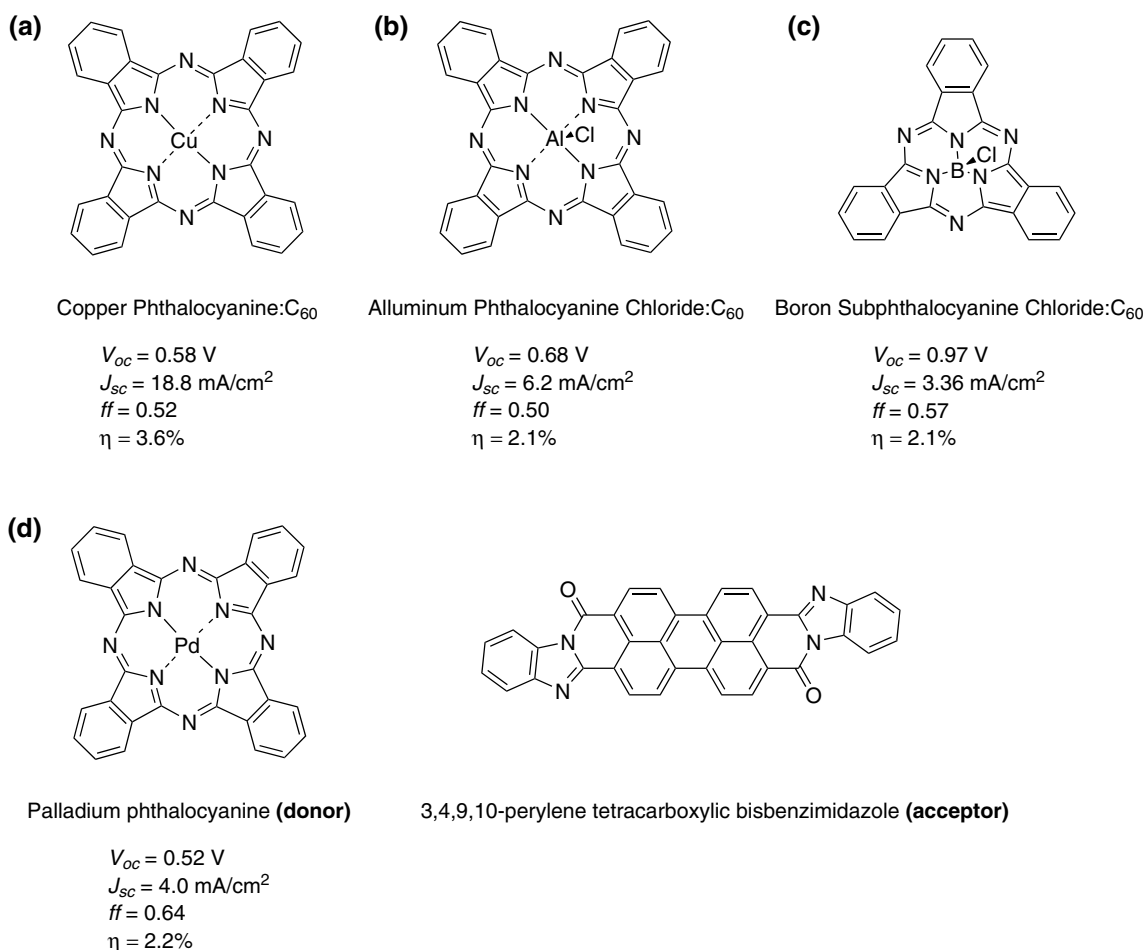 (a)
(b)
(c)
N
N
N
N
N
N
N
N
Cu
N
N
N
N
N
N
N
N
Al
Cl
N
N
N
N
N
N
B
Cl
Copper Phthalocyanine:C60
Alluminum Phthalocyanine Chloride:C60
Boron Subphthalocyanine Chloride:C60
Voc = 0.58 V
Jsc = 18.8 mA/cm2
ff = 0.52
η = 3.6%
Voc = 0.68 V
Jsc = 6.2 mA/cm2
ff = 0.50
η = 2.1%
Voc = 0.97 V
Jsc = 3.36 mA/cm2
ff = 0.57
η = 2.1%
(d)
N
N
N
N
N
N
N
N
Pd
O
N
N
N
N
O
Palladium phthalocyanine (donor)
3,4,9,10-perylene tetracarboxylic bisbenzimidazole (acceptor)
Voc = 0.52 V
Jsc = 4.0 mA/cm2
ff = 0.64
η = 2.2%